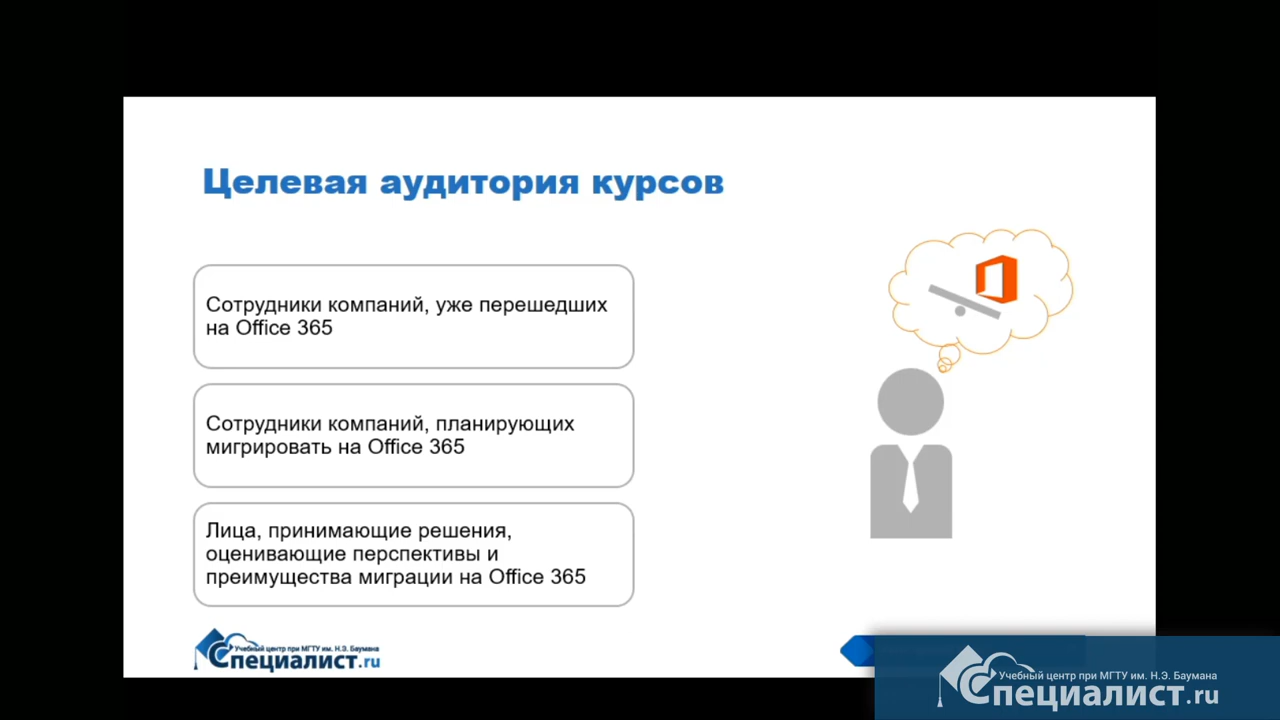 Целевая аудитория курсов
Сотрудники компаний, уже перешедших
на Office 365
Сотрудники компаний, планирующих
мигрировать на Office 365
Лица, принимающие решения,
оценивающие перспективы и
преимущества миграции на Office 365
Учебный центр при МГТУ им. Н.Э. Баумана
Специалист.ru
Учебный центр при МГТУ им. Н.Э. Баумана
Специалист.ru